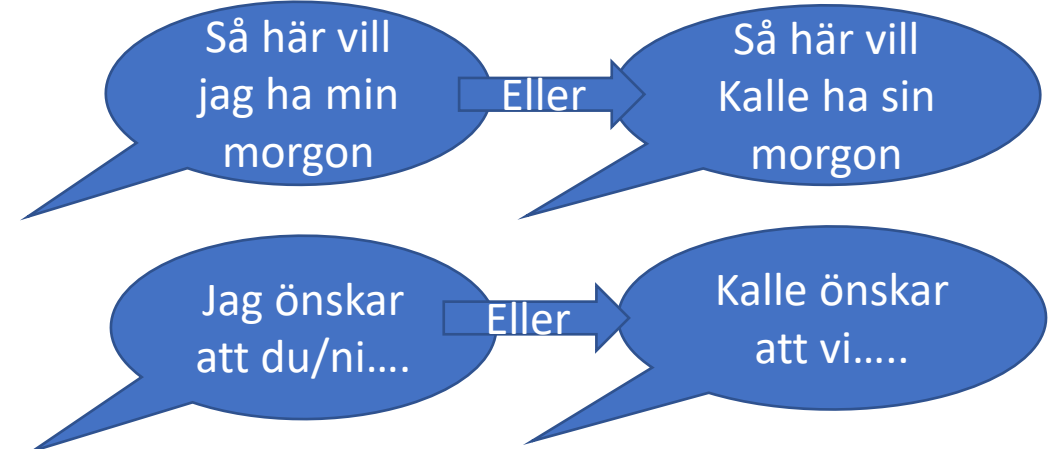 Så här vill
jag ha min
morgon
Eller
Så här vill
Kalle ha sin
morgon
Jag önskar
att du/ni....
Eller
Kalle önskar
att vi.....